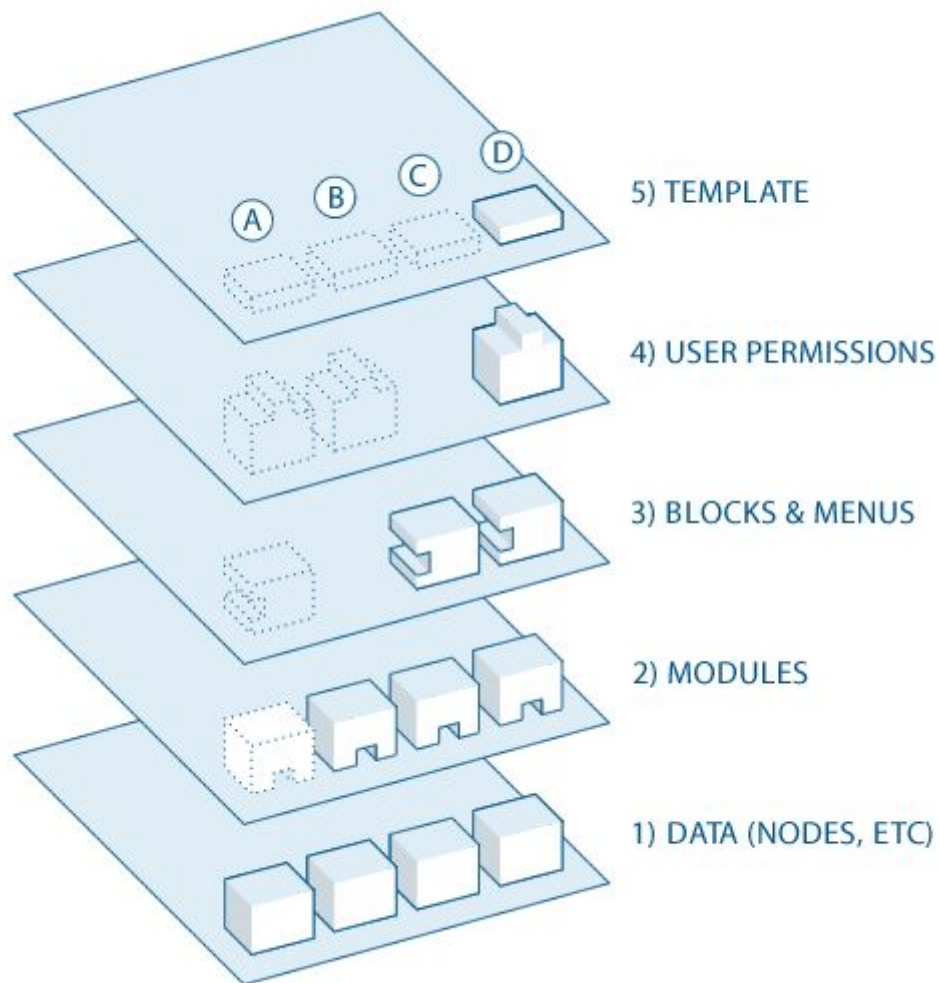 A
B
C
D
5) TEMPLATE
4) USER PERMISSIONS
3) BLOCKS & MENUS
2) MODULES
1) DATA (NODES, ETC)